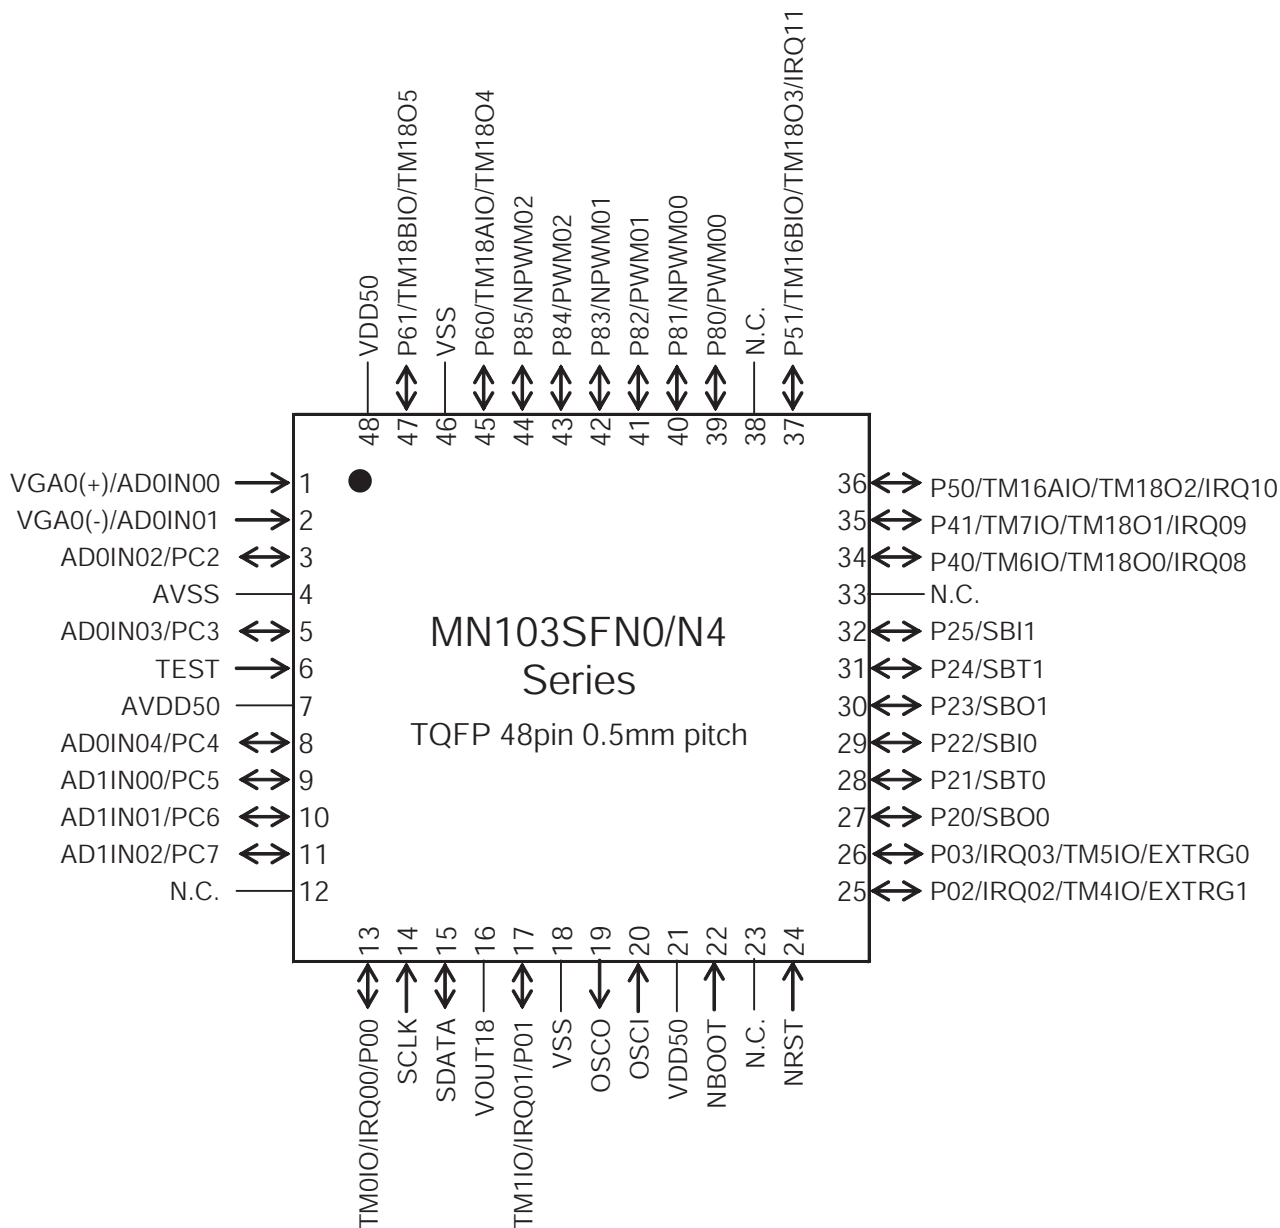 VDD50
P61/TM18BIO/TM18O5
VSS
P60/TM18AIO/TM18O4
P85/NPWM02
P84/PWM02
P83/NPWM01
P82/PWM01
P81/NPWM00
P80/PWM00
N.C.
P51/TM16BIO/TM18O3/IRQ11
48
47
46
45
44
43
42
41
40
39
38
37
VGA0(+)/AD0IN00 1
VGA0(-)/AD0IN01 2
AD0IN02/PC2 3
AVSS 4
AD0IN03/PC3 5
TEST 6
AVDD50 7
AD0IN04/PC4 8
AD1IN00/PC5 9
AD1IN01/PC6 10
AD1IN02/PC7 11
N.C. 12
MN103SFN0/N4
Series
TQFP 48pin 0.5mm pitch
36 P50/TM16AIO/TM18O2/IRQ10
35 P41/TM7IO/TM18O1/IRQ09
34 P40/TM6IO/TM18O0/IRQ08
33 N.C.
32 P25/SBI1
31 P24/SBT1
30 P23/SBO1
29 P22/SBI0
28 P21/SBT0
27 P20/SBO0
26 P03/IRQ03/TM5IO/EXTRG0
25 P02/IRQ02/TM4IO/EXTRG1
13
14
15
16
17
18
19
20
21
22
23
24
TM0IO/IRQ00/P00
SCLK
SDATA
VOUT18
TM1IO/IRQ01/P01
VSS
OSCO
OSCI
VDD50
NBOOT
N.C.
NRST